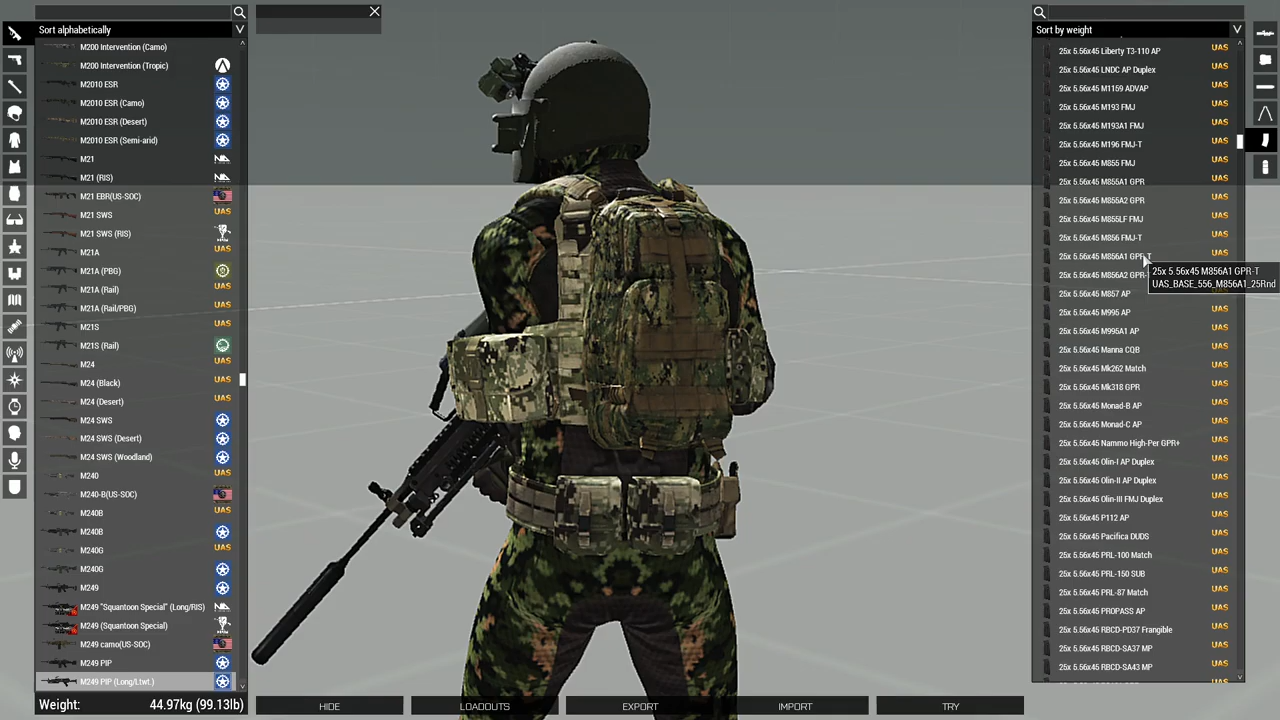 Sort alphabetically
M200 Intervention (Camo)
M200 Intervention (Tropic)
M2010 ESR
M2010 ESR (Camo)
M2010 ESR (Desert)
M2010 ESR (Semi-arid)
M21
M21 (RIS)
M21 EBR(US-SOC)
M21 SWS
UAS
M21 SWS (RIS)
M21A
UAS
M21A (PBG)
M21A (Rail)
UAS
M21A (Rail/PBG)
UAS
M21S
UAS
M21S (Rail)
M24
UAS
M24 (Black)
UAS
M24 (Desert)
UAS
M24 SWS
M24 SWS (Desert)
M24 SWS (Woodland)
M240
UAS
M240-B(US-SOC)
M240B
UAS
M240B
M240G
UAS
M240G
M249
M249 "Squantoon Special" (Long/RIS)
M249 (Squantoon Special)
M249 camo(US-SOC)
M249 PIP
M249 PIP (Long/Ltwt.)
Weight: 44.97kg (99.13lb)
HIDE
LOADOUTS
EXPORT
IMPORT
TRY
Sort by weight
25x 5.56x45 Liberty T3-110 AP UAS
25x 5.56x45 LNDC AP Duplex UAS
25x 5.56x45 M1159 ADVAP UAS
25x 5.56x45 M193 FMJ UAS
25x 5.56x45 M193A1 FMJ UAS
25x 5.56x45 M196 FMJ-T UAS
25x 5.56x45 M855 FMJ UAS
25x 5.56x45 M855A1 GPR UAS
25x 5.56x45 M855A2 GPR UAS
25x 5.56x45 M855LF FMJ UAS
25x 5.56x45 M856 FMJ-T UAS
25x 5.56x45 M856A1 GPR-T UAS
25x 5.56x45 M856A2 GPR-
25x 5.56x45 M856A1 GPR-T
UAS_BASE_556_M856A1_25Rnd
25x 5.56x45 M857 AP
25x 5.56x45 M995 AP UAS
25x 5.56x45 M995A1 AP UAS
25x 5.56x45 Manna CQB UAS
25x 5.56x45 Mk262 Match UAS
25x 5.56x45 Mk318 GPR UAS
25x 5.56x45 Monad-B AP UAS
25x 5.56x45 Monad-C AP UAS
25x 5.56x45 Nammo High-Per GPR+ UAS
25x 5.56x45 Olin-I AP Duplex UAS
25x 5.56x45 Olin-II AP Duplex UAS
25x 5.56x45 Olin-III FMJ Duplex UAS
25x 5.56x45 P112 AP UAS
25x 5.56x45 Pacifica DUDS UAS
25x 5.56x45 PRL-100 Match UAS
25x 5.56x45 PRL-150 SUB UAS
25x 5.56x45 PRL-87 Match UAS
25x 5.56x45 PROPASS AP UAS
25x 5.56x45 RBCD-PD37 Frangible UAS
25x 5.56x45 RBCD-SA37 MP UAS
25x 5.56x45 RBCD-SA43 MP UAS